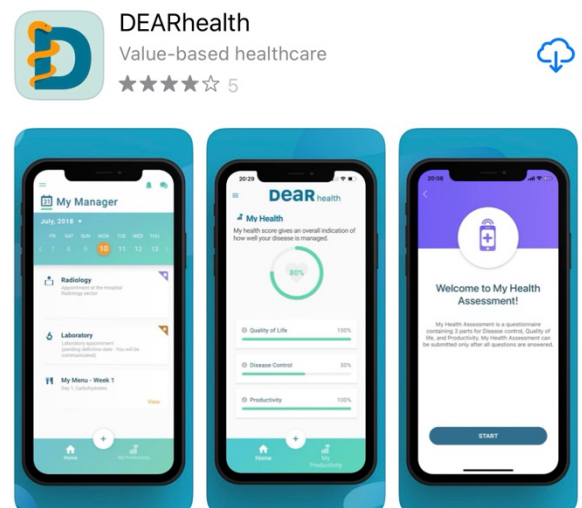 DEARhealth
Value-based healthcare
5
31 My Manager
July, 2018
FRI SAT SUN MON TUE WED THU
7 8 9 10 11 12 13
Radiology
Appointment at the Hospital
Radiology sector
Laboratory
Laboratory appointment
(pending definitive date - You will be
communicated)
My Menu - Week 1
Day 1, Carbohydrates
View
+
Home
My Productivity
20:29
DeaR health
My Health
My health score gives an overall indication of
how well your disease is managed.
80%
Quality of Life 100%
Disease Control 50%
Productivity 100%
+
Home
My
Productivity
20:08
Welcome to My Health
Assessment!
My Health Assessment is a questionnaire
containing 3 parts for Disease control, Quality of
life, and Productivity. My Health Assessment can
be submitted only after all questions are answered.
START